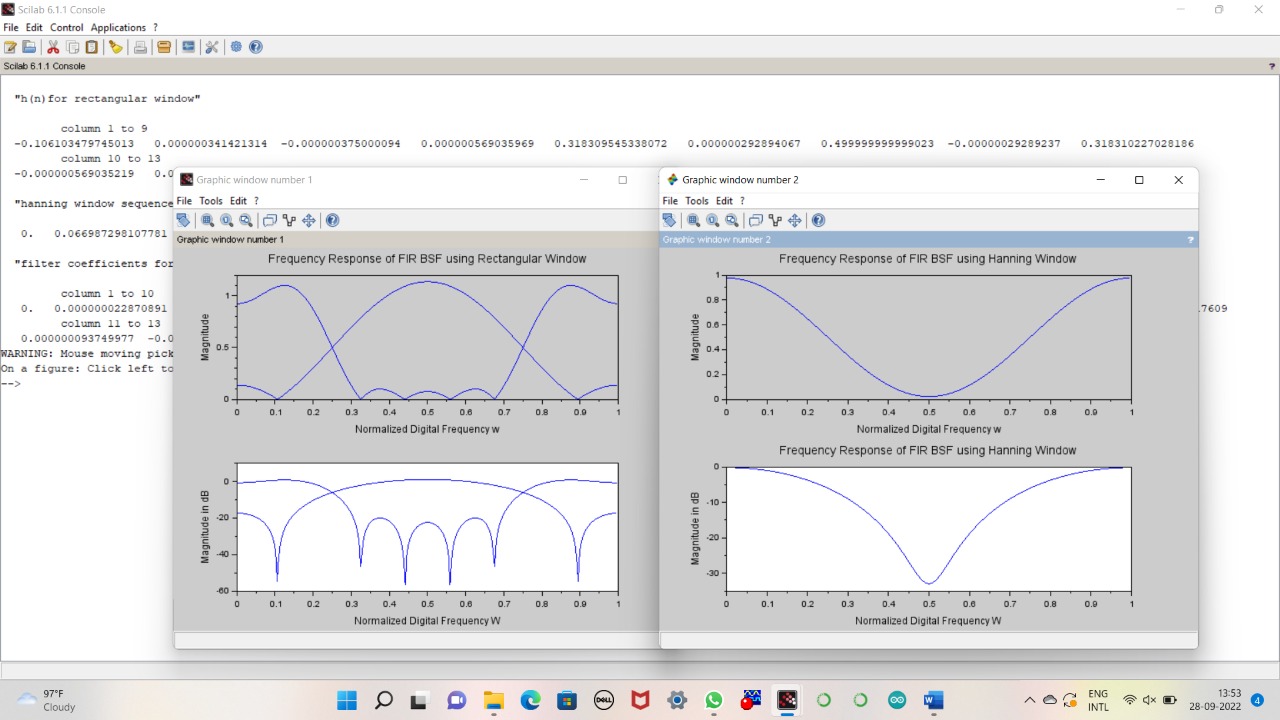 Scilab 6.1.1 Console
File Edit Control Applications ?
Scilab 6.1.1 Console ?
"h(n)for rectangular window"
column 1 to 9
-0.106103479745013 0.000000341421314 -0.000000375000094 0.000000569035969 0.318309545338072 0.000000292894067 0.499999999999023 -0.00000029289237 0.318310227028186
column 10 to 13
-0.000000569035219 0.0
"hanning window sequence
0. 0.066987298107781
"filter coefficients for
column 1 to 10
0. 0.000000022870891
.7609
column 11 to 13
0.000000093749977 -0.0
WARNING: Mouse moving pick
On a figure: Click left to
-->
Graphic window number 1
File Tools Edit ?
Graphic window number 1
Frequency Response of FIR BSF using Rectangular Window
Magnitude
1
0.5
0
0 0.1 0.2 0.3 0.4 0.5 0.6 0.7 0.8 0.9 1
Normalized Digital Frequency w
Magnitude in dB
0
-20
-40
-60
0 0.1 0.2 0.3 0.4 0.5 0.6 0.7 0.8 0.9 1
Normalized Digital Frequency W
Graphic window number 2
File Tools Edit ?
Graphic window number 2 ?
Frequency Response of FIR BSF using Hanning Window
Magnitude
1
0.8
0.6
0.4
0.2
0
0 0.1 0.2 0.3 0.4 0.5 0.6 0.7 0.8 0.9 1
Normalized Digital Frequency w
Frequency Response of FIR BSF using Hanning Window
Magnitude in dB
0
-10
-20
-30
0 0.1 0.2 0.3 0.4 0.5 0.6 0.7 0.8 0.9 1
Normalized Digital Frequency W
97°F
Cloudy
DELL
ENG
INTL
13:53
28-09-2022
4